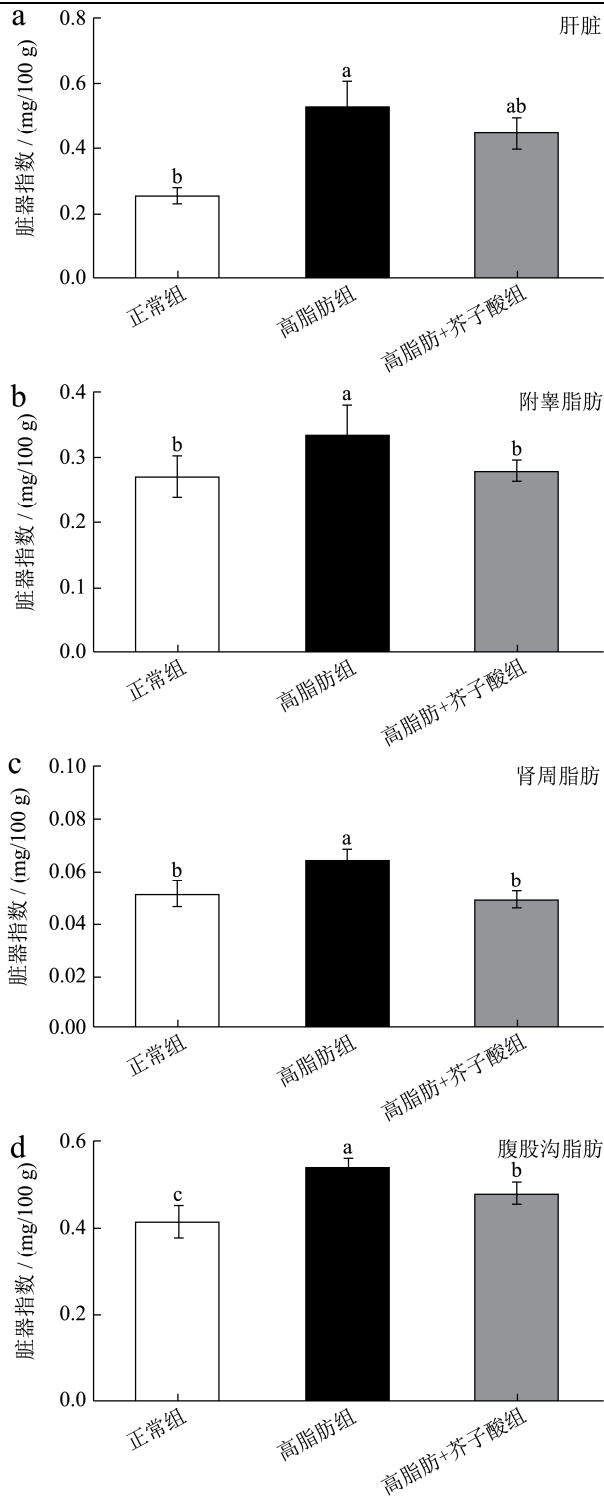 a
肝脏
脏器指数 / (mg/100 g)
0.8
0.6
0.4
0.2
0.0
b
a
ab
正常组
高脂肪组
高脂肪+芥子酸组
b
附睾脂肪
脏器指数 / (mg/100 g)
0.4
0.3
0.2
0.1
0.0
b
a
b
正常组
高脂肪组
高脂肪+芥子酸组
c
肾周脂肪
脏器指数 / (mg/100 g)
0.10
0.08
0.06
0.04
0.02
0.00
b
a
b
正常组
高脂肪组
高脂肪+芥子酸组
d
腹股沟脂肪
脏器指数 / (mg/100 g)
0.6
0.4
0.2
0.0
c
a
b
正常组
高脂肪组
高脂肪+芥子酸组